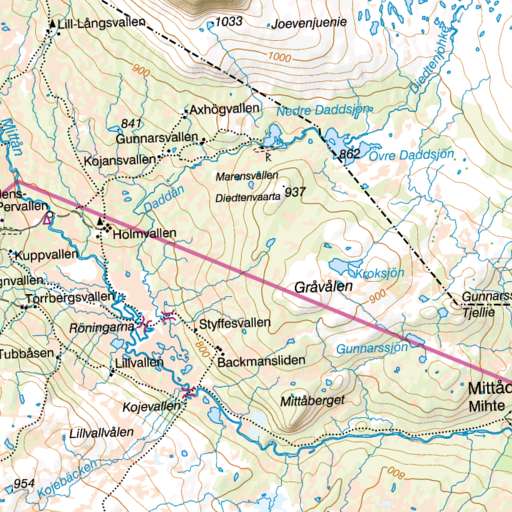 Lill-Långsvallen
1033
Joevenjuenie
1000
900
Diedtenjohke
Axhögvallen
Nedre Daddsjön
841
Mittån
Gunnarsvallen
Kojansvallen
862
Övre Daddsjön
Marensvallen
937
Daddån
Diedtenvaarta
Pervallen
Holmvallen
Kuppvallen
Kroksjön
Gråvålen
900
Torrbergsvallen
Gunnarss
Tjellie
Röningarna
Styffesvallen
Gunnarssjön
Tubbåsen
Lillvallen
900
Backmansliden
Mittåd
Mihte
Mittåberget
Kojevallen
Lillvallvålen
Kojebäcken
800
954